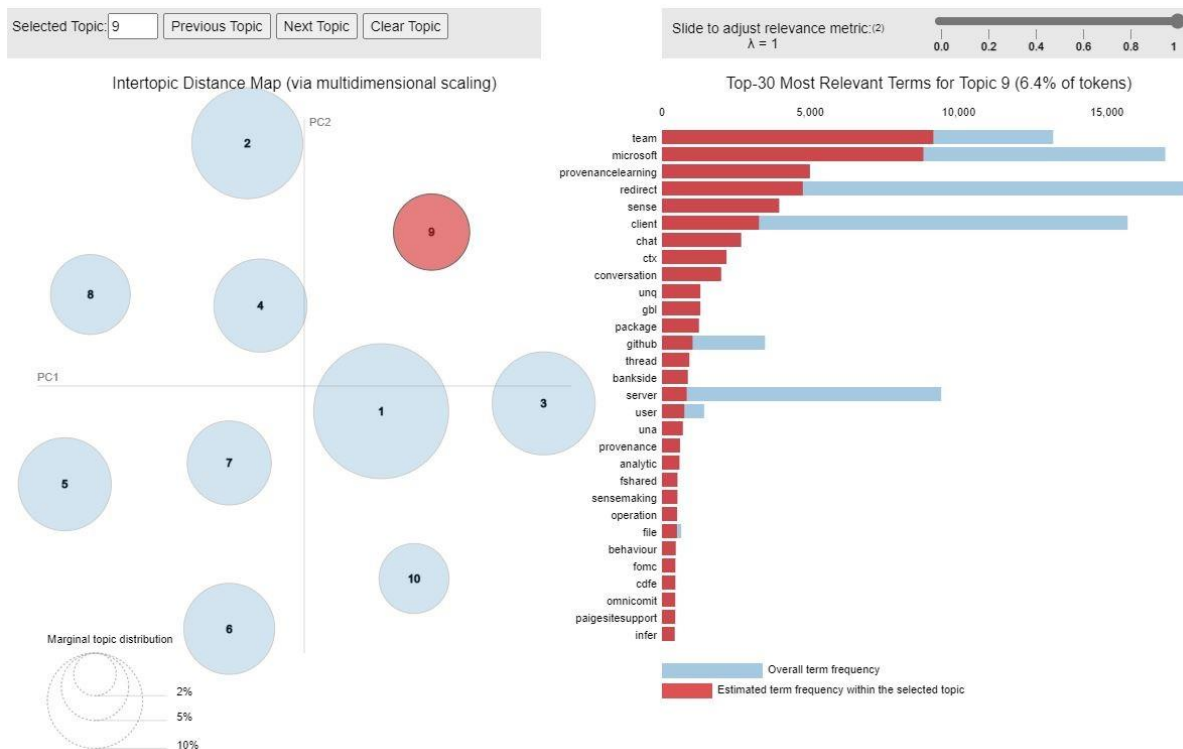 Selected Topic: 9 Previous Topic Next Topic Clear Topic
Slide to adjust relevance metric:(2)
λ = 1
0.0 0.2 0.4 0.6 0.8 1
Intertopic Distance Map (via multidimensional scaling)
PC2
PC1
2
9
8
4
1
3
7
5
10
6
Marginal topic distribution
2%
5%
10%
Top-30 Most Relevant Terms for Topic 9 (6.4% of tokens)
5,000 10,000 15,000
team
microsoft
provenancelearning
redirect
sense
client
chat
ctx
conversation
unq
gbl
package
github
thread
bankside
server
user
una
provenance
analytic
fshared
sensemaking
operation
file
behaviour
fomc
cdfe
omnicomit
paigesitesupport
infer
Overall term frequency
Estimated term frequency within the selected topic